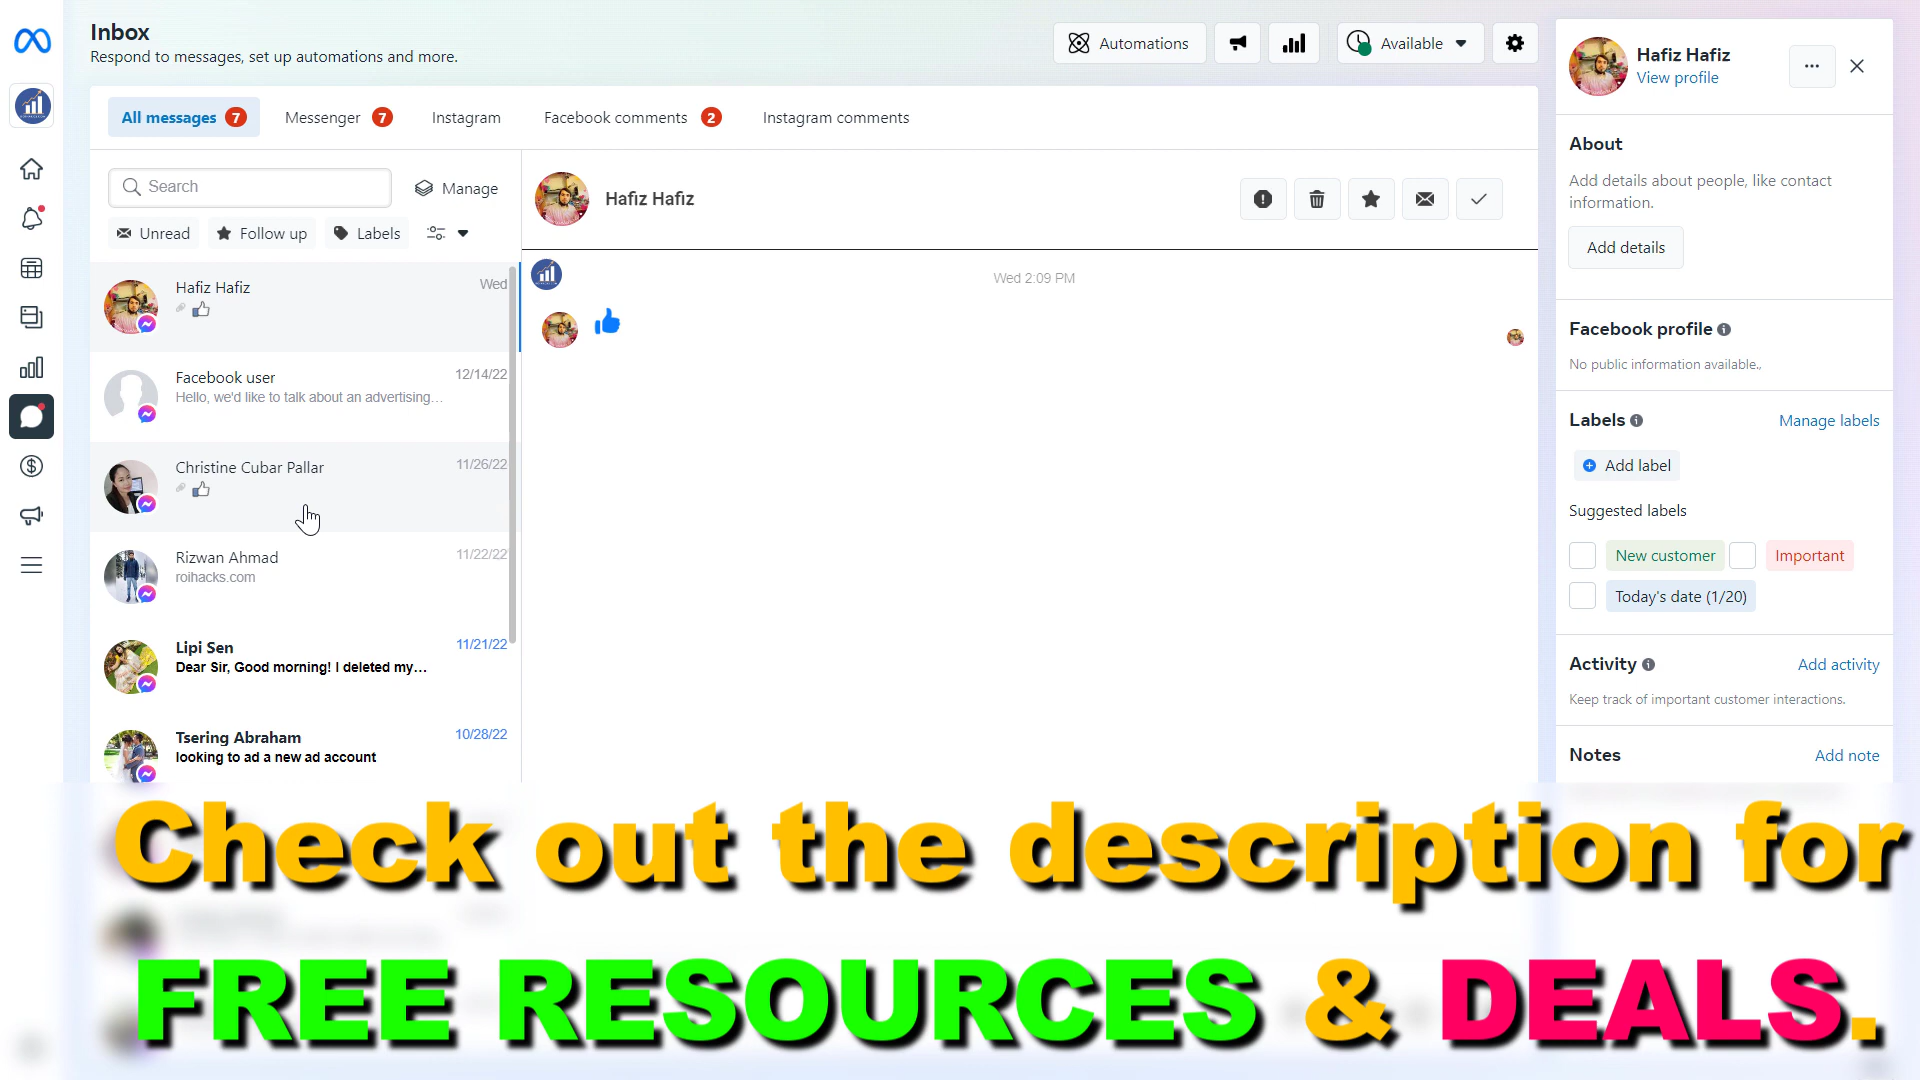 Inbox
Respond to messages, set up automations and more.
Automations
Available
All messages 7
Messenger 7
Instagram
Facebook comments 2
Instagram comments
Search
Manage
Unread
Follow up
Labels
Hafiz Hafiz
Wed
Facebook user
12/14/22
Hello, we'd like to talk about an advertising...
Christine Cubar Pallar
11/26/22
Rizwan Ahmad
11/22/22
roihacks.com
Lipi Sen
11/21/22
Dear Sir, Good morning! I deleted my...
Tsering Abraham
10/28/22
looking to ad a new ad account
Hafiz Hafiz
Wed 2:09 PM
Hafiz Hafiz
View profile
About
Add details about people, like contact
information.
Add details
Facebook profile
No public information available.,
Labels
Manage labels
Add label
Suggested labels
New customer
Important
Today's date (1/20)
Activity
Add activity
Keep track of important customer interactions.
Notes
Add note
Check out the description for
FREE RESOURCES & DEALS.